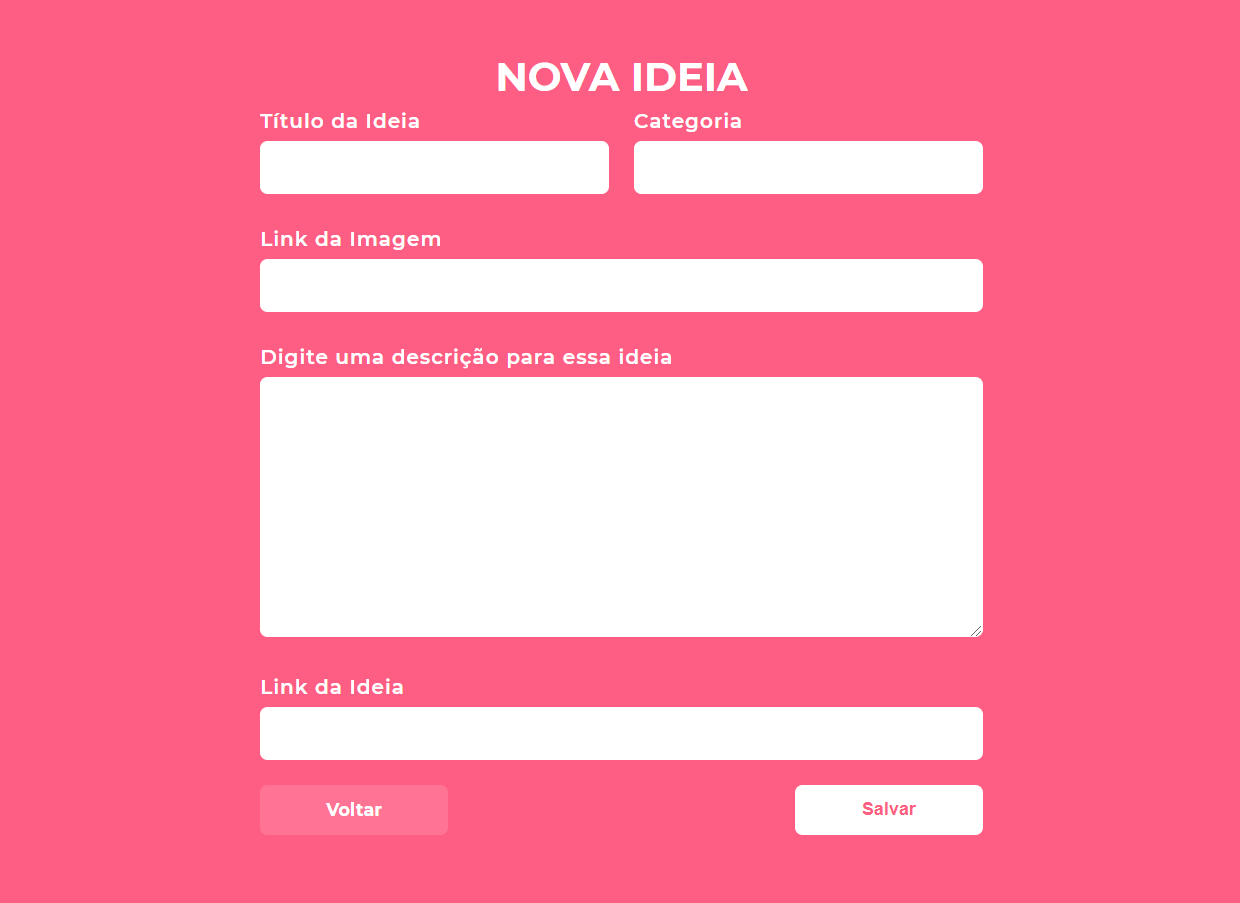 NOVA IDEIA
Título da Ideia
Categoria
Link da Imagem
Digite uma descrição para essa ideia
Link da Ideia
Voltar
Salvar